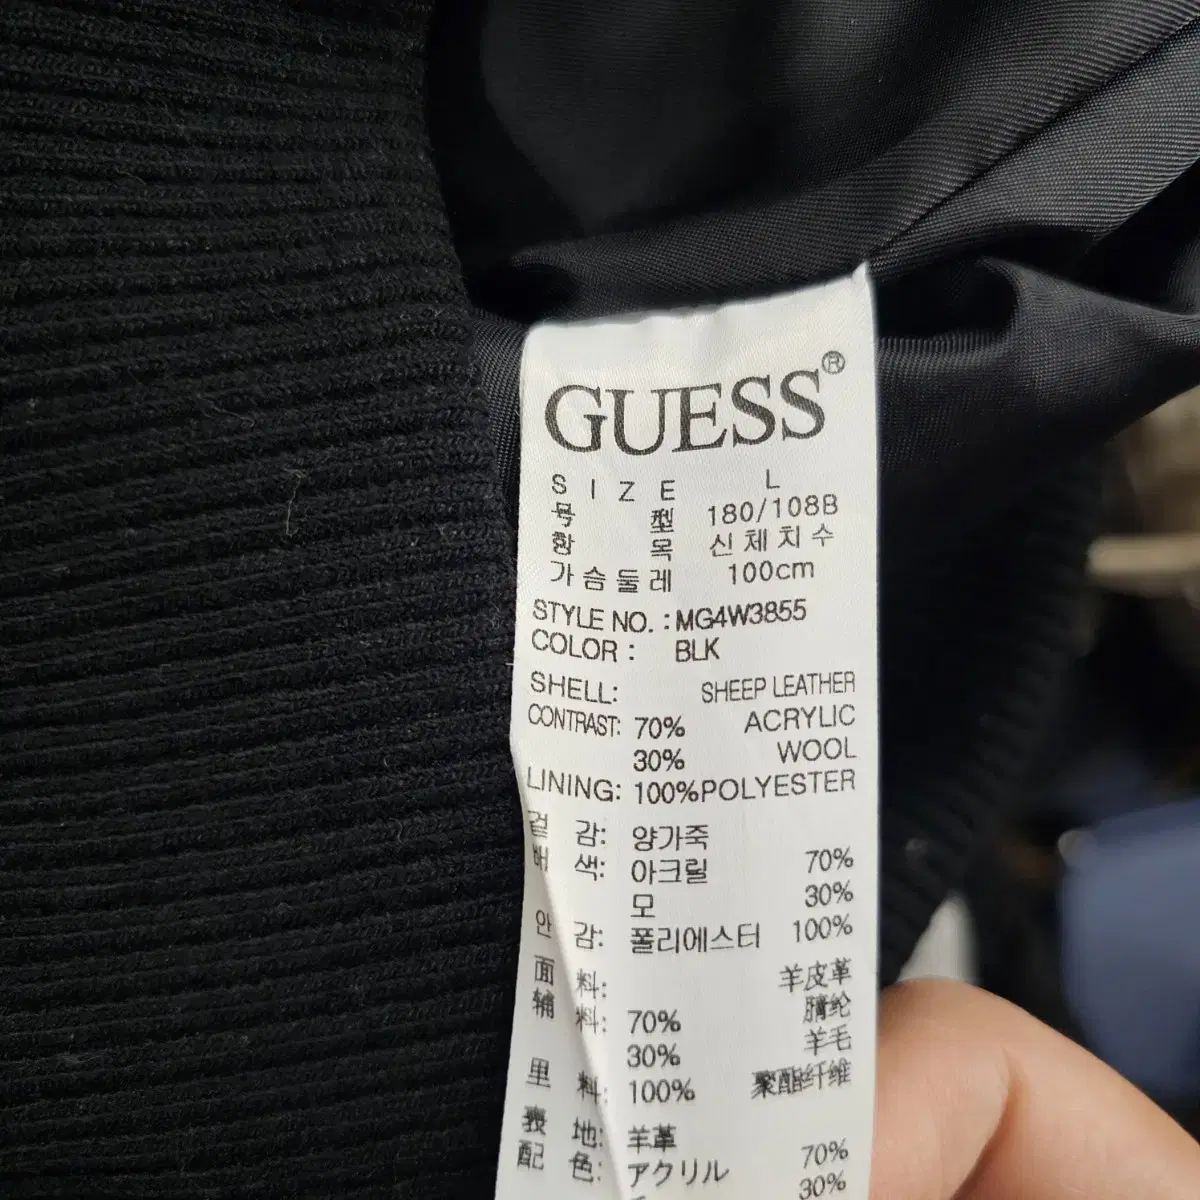 GUESS®
SIZE L
号型 180/108B
항목 신체치수
가슴둘레 100cm
STYLE NO. : MG4W3855
COLOR : BLK
SHELL: SHEEP LEATHER
CONTRAST: 70% ACRYLIC
30% WOOL
LINING: 100%POLYESTER
겉감: 양가죽
배색: 아크릴 70%
모 30%
안감: 폴리에스터 100%
面料: 羊皮革
辅料: 70% 腈纶
30% 羊毛
里料: 100% 聚酯纤维
表地: 羊革
配色: アクリル 70%
30%